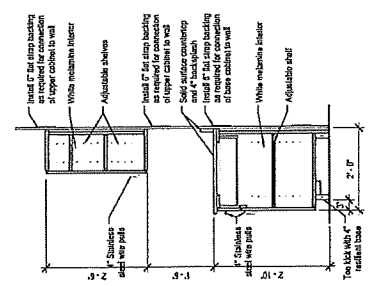 Install 6" flat strap backing
as required for connection
of upper cabinet to wall
White melamine interior
Adjustable shelves
Install 6" flat strap backing
as required for connection
of upper cabinet to wall
Solid surface countertop
and 4" backsplash
Install 6" flat strap backing
as required for connection
of base cabinet to wall
White melamine interior
Adjustable shelf
4" Stainless
steel wire pulls
4" Stainless
steel wire pulls
2'-6"
1'-6"
2'-10"
2'-0"
3"
Toe kick with 4"
resilient base